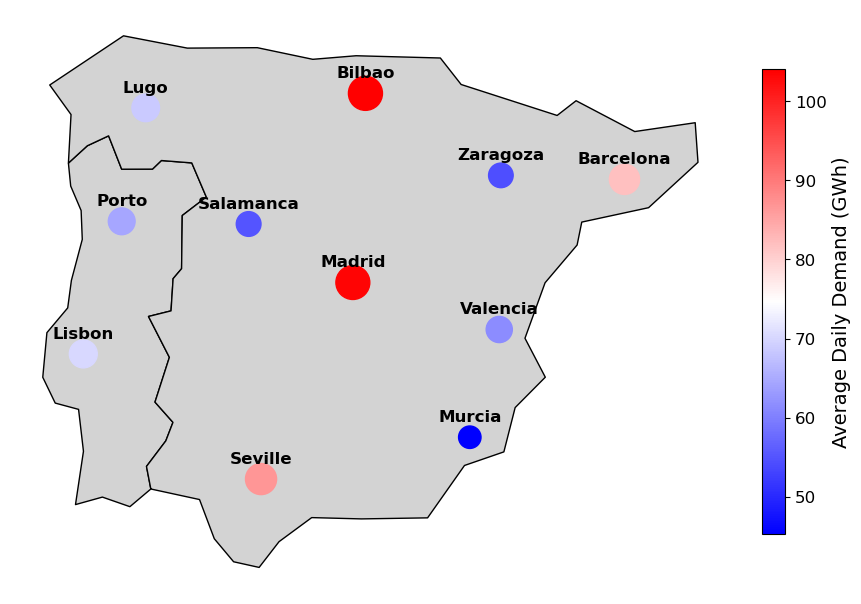 Bilbao
Lugo
Zaragoza
Barcelona
Porto
Salamanca
Madrid
Valencia
Lisbon
Murcia
Seville
100
90
80
70
60
50
Average Daily Demand (GWh)